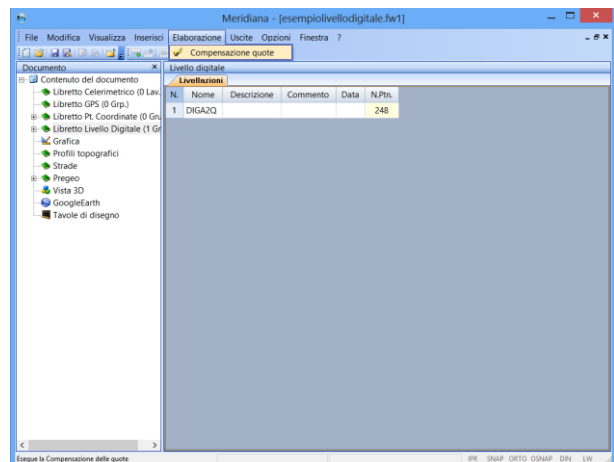 Meridiana - [esempiolivellodigitale.fw1]
File Modifica Visualizza Inserisci Elaborazione Uscite Opzioni Finestra ?
Compensazione quote
Documento
Livello digitale
Contenuto del documento
Livellazioni
Libretto Celerimetrico (0 Lav.
N. Nome Descrizione Commento Data N.Ptn.
Libretto GPS (0 Grp.)
1 DIGA2Q 248
Libretto Pt. Coordinate (0 Gru
Libretto Livello Digitale (1 Gr
Grafica
Profili topografici
Strade
Pregeo
Vista 3D
GoogleEarth
Tavole di disegno
Esegue la Compensazione delle quote
IPR SNAP ORTO OSNAP DIN LW